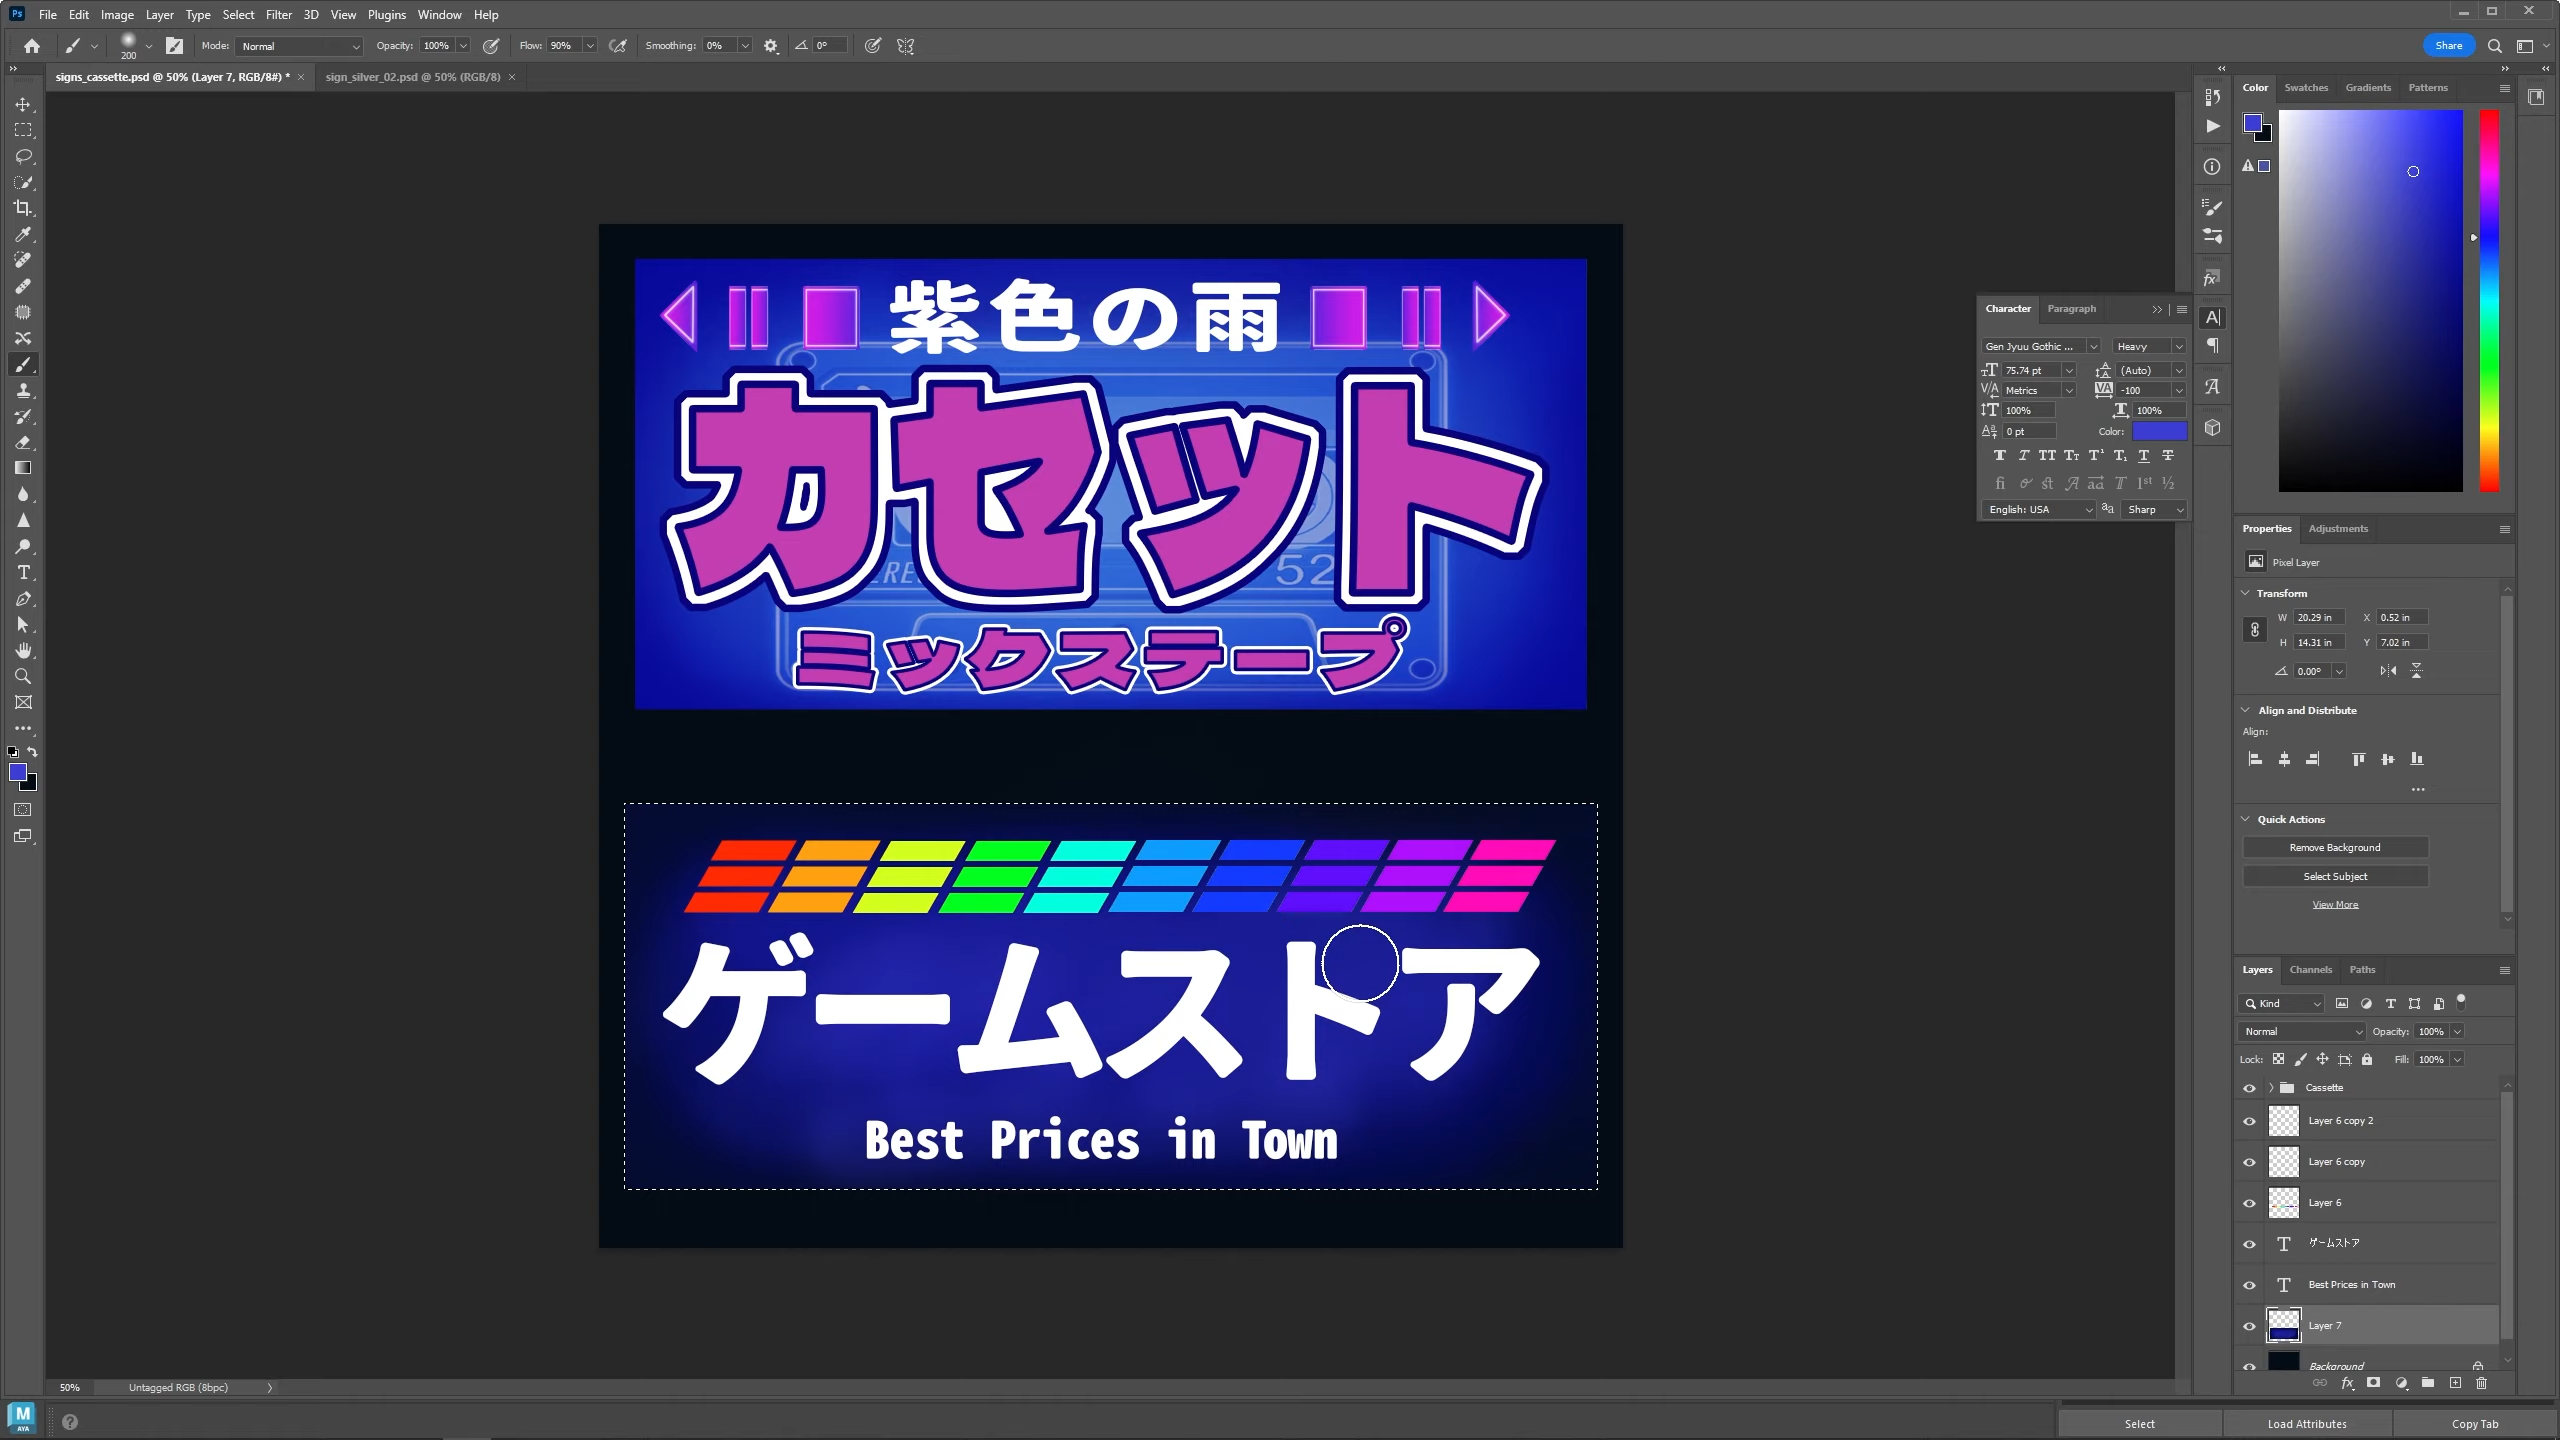 Ps File Edit Image Layer Type Select Filter 3D View Plugins Window Help
200 Mode: Normal Opacity: 100% Flow: 90% Smoothing: 0% 0° Share
signs_cassette.psd @ 50% (Layer 7, RGB/8#) * × sign_silver_02.psd @ 50% (RGB/8) ×
紫色の雨
カセット
52
ミックステープ
ゲームストア
Best Prices in Town
Character Paragraph
Gen Jyuu Gothic ... Heavy
75.74 pt (Auto)
Metrics -100
100% 100%
0 pt Color:
English: USA Sharp
Color Swatches Gradients Patterns
Properties Adjustments
Pixel Layer
Transform
W 20.29 in X 0.52 in
H 14.31 in Y 7.02 in
0.00°
Align and Distribute
Align:
Quick Actions
Remove Background
Select Subject
View More
Layers Channels Paths
Kind
Normal Opacity: 100%
Lock: Fill: 100%
Cassette
Layer 6 copy 2
Layer 6 copy
Layer 6
ゲームストア
Best Prices in Town
Layer 7
Background
50% Untagged RGB (8bpc)
M
AYA
Select Load Attributes Copy Tab